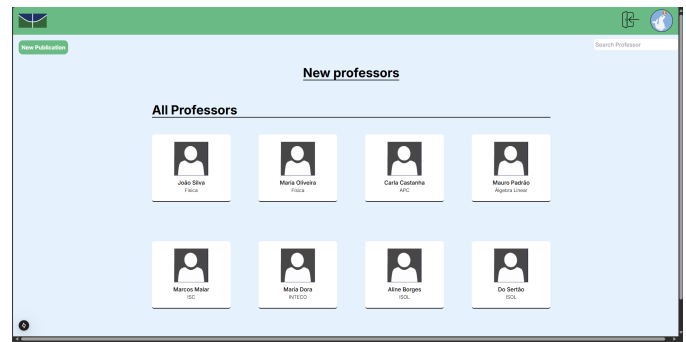 New Publication
Search Professor
New professors
All Professors
João Silva
Física
Maria Oliveira
Física
Carla Castanha
APC
Mauro Padrão
Álgebra Linear
Marcos Maiar
ISC
Maria Dora
INTECO
Aline Borges
ISOL
Do Sertão
ISOL